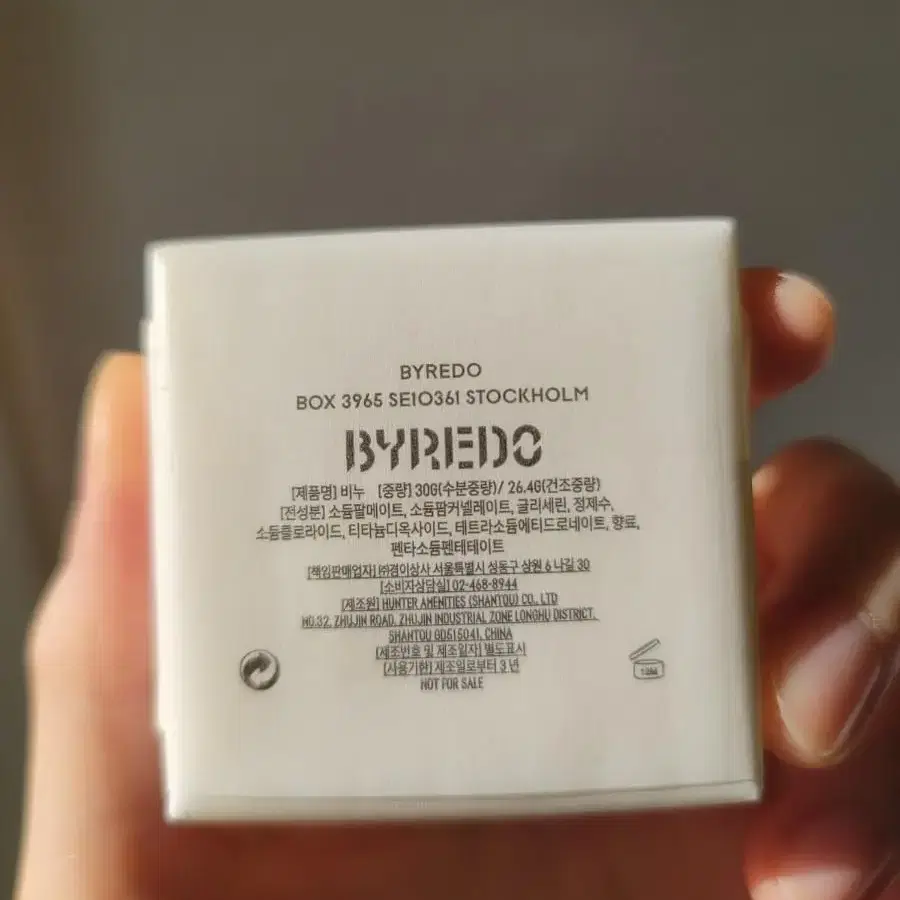 BYREDO
BOX 3965 SE10361 STOCKHOLM
BYREDO
[제품명] 비누 [중량] 30G(수분중량)/ 26.4G(건조중량)
[전성분] 소듐팔메이트, 소듐팜커넬레이트, 글리세린, 정제수,
소듐클로라이드, 티타늄디옥사이드, 테트라소듐에티드로네이트, 향료,
펜타소듐펜테테이트
[책임판매업자] ㈜경이상사 서울특별시 성동구 상원 6 나길 30
[소비자상담실] 02-468-8944
[제조원] HUNTER AMENITIES (SHANTOU) CO., LTD
NO.32, ZHUJIN ROAD, ZHUJIN INDUSTRIAL ZONE LONGHU DISTRICT,
SHANTOU GD515041, CHINA
[제조번호 및 제조일자] 별도표시
[사용기한] 제조일로부터 3 년
NOT FOR SALE